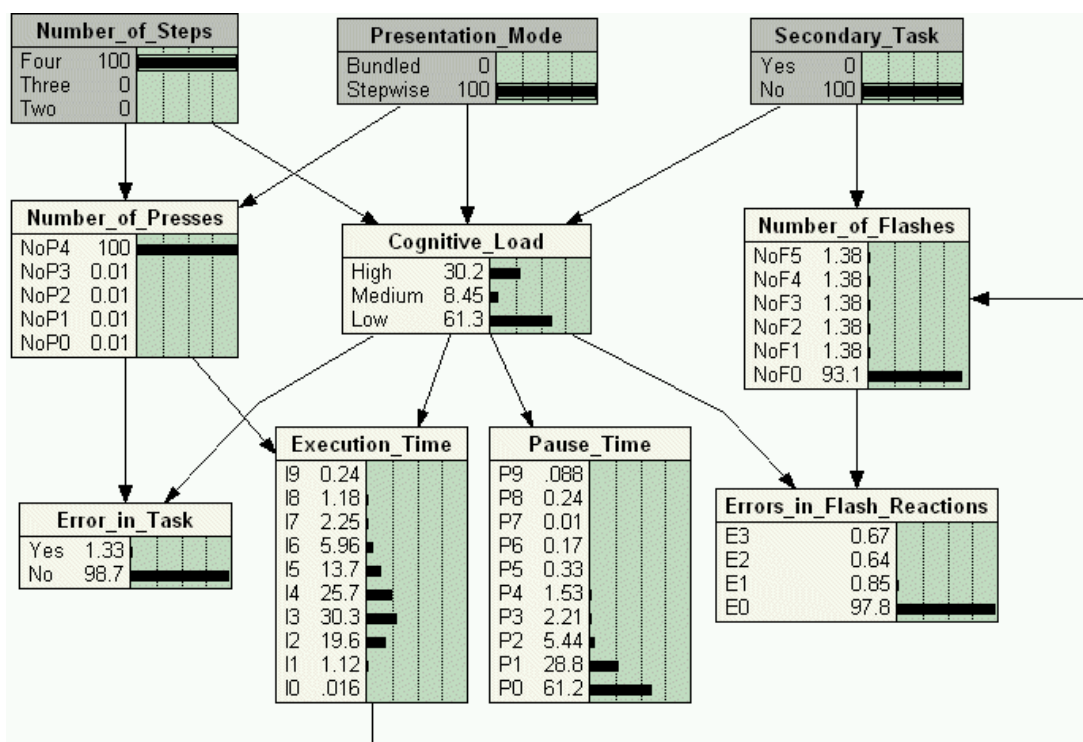 Number_of_Steps
Four 100
Three 0
Two 0
Presentation_Mode
Bundled 0
Stepwise 100
Secondary_Task
Yes 0
No 100
Number_of_Presses
NoP4 100
NoP3 0.01
NoP2 0.01
NoP1 0.01
NoP0 0.01
Cognitive_Load
High 30.2
Medium 8.45
Low 61.3
Number_of_Flashes
NoF5 1.38
NoF4 1.38
NoF3 1.38
NoF2 1.38
NoF1 1.38
NoF0 93.1
Error_in_Task
Yes 1.33
No 98.7
Execution_Time
I9 0.24
I8 1.18
I7 2.25
I6 5.96
I5 13.7
I4 25.7
I3 30.3
I2 19.6
I1 1.12
I0 .016
Pause_Time
P9 .088
P8 0.24
P7 0.01
P6 0.17
P5 0.33
P4 1.53
P3 2.21
P2 5.44
P1 28.8
P0 61.2
Errors_in_Flash_Reactions
E3 0.67
E2 0.64
E1 0.85
E0 97.8